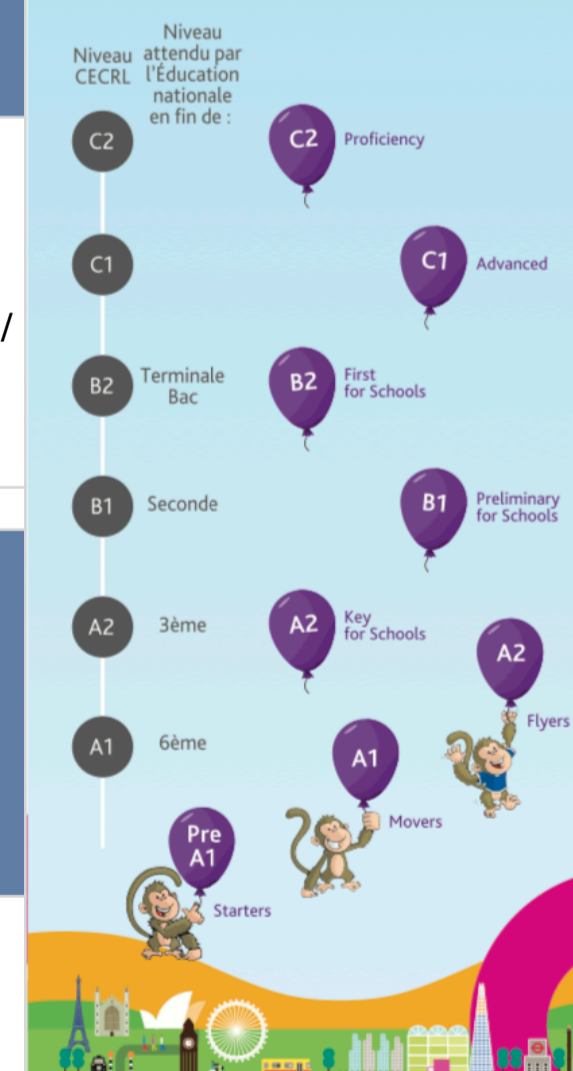 Niveau
CECRL
Niveau
attendu par
l'Éducation
nationale
en fin de :
C2
C2
Proficiency
C1
C1
Advanced
/
B2
Terminale
Bac
B2
First
for Schools
B1
Seconde
B1
Preliminary
for Schools
A2
3ème
A2
Key
for Schools
A2
Flyers
A1
6ème
A1
Movers
Pre
A1
Starters